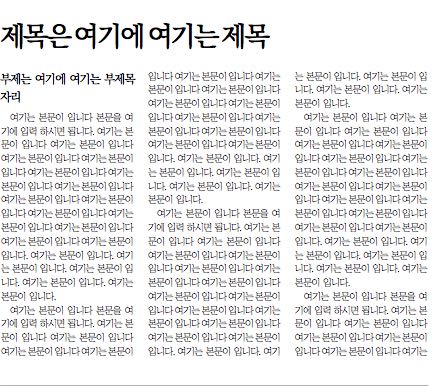 제목은 여기에 여기는 제목
부제는 여기에 여기는 부제목
자리
여기는 본문이 입니다 본문을 여
기에 입력 하시면 됩니다. 여기는 본
문이 입니다 여기는 본문이 입니다
여기는 본문이 입니다 여기는 본문이
입니다 여기는 본문이 입니다 여기는
본문이 입니다 여기는 본문이 입니다
여기는 본문이 입니다 여기는 본문이
입니다 여기는 본문이 입니다 여기는
본문이 입니다 여기는 본문이 입니다
여기는 본문이 입니다 여기는 본문이
입니다. 여기는 본문이 입니다. 여기
는 본문이 입니다. 여기는 본문이 입
니다. 여기는 본문이 입니다. 여기는
본문이 입니다.
여기는 본문이 입니다 본문을 여
기에 입력 하시면 됩니다. 여기는 본
문이 입니다 여기는 본문이 입니다
여기는 본문이 입니다 여기는 본문이
입니다 여기는 본문이 입니다 여기는
본문이 입니다 여기는 본문이 입니다
여기는 본문이 입니다 여기는 본문이
입니다 여기는 본문이 입니다 여기는
본문이 입니다 여기는 본문이 입니다
여기는 본문이 입니다 여기는 본문이
입니다. 여기는 본문이 입니다. 여기
는 본문이 입니다. 여기는 본문이 입
니다. 여기는 본문이 입니다. 여기는
본문이 입니다.
여기는 본문이 입니다 본문을 여
기에 입력 하시면 됩니다. 여기는 본
문이 입니다 여기는 본문이 입니다
여기는 본문이 입니다 여기는 본문이
입니다 여기는 본문이 입니다 여기는
본문이 입니다 여기는 본문이 입니다
여기는 본문이 입니다 여기는 본문이
입니다 여기는 본문이 입니다 여기는
본문이 입니다 여기는 본문이 입니다
여기는 본문이 입니다 여기는 본문이
입니다. 여기는 본문이 입니다. 여기
는 본문이 입니다. 여기는 본문이 입
니다. 여기는 본문이 입니다. 여기는
본문이 입니다.
여기는 본문이 입니다 여기는 본
문이 입니다 여기는 본문이 입니다
여기는 본문이 입니다 여기는 본문이
입니다 여기는 본문이 입니다 여기는
본문이 입니다 여기는 본문이 입니다
여기는 본문이 입니다 여기는 본문이
입니다 여기는 본문이 입니다 여기는
본문이 입니다 여기는 본문이 입니다
여기는 본문이 입니다 여기는 본문이
입니다. 여기는 본문이 입니다. 여기
는 본문이 입니다. 여기는 본문이 입
니다. 여기는 본문이 입니다. 여기는
본문이 입니다.
여기는 본문이 입니다 본문을 여
기에 입력 하시면 됩니다. 여기는 본
문이 입니다 여기는 본문이 입니다
여기는 본문이 입니다 여기는 본문이